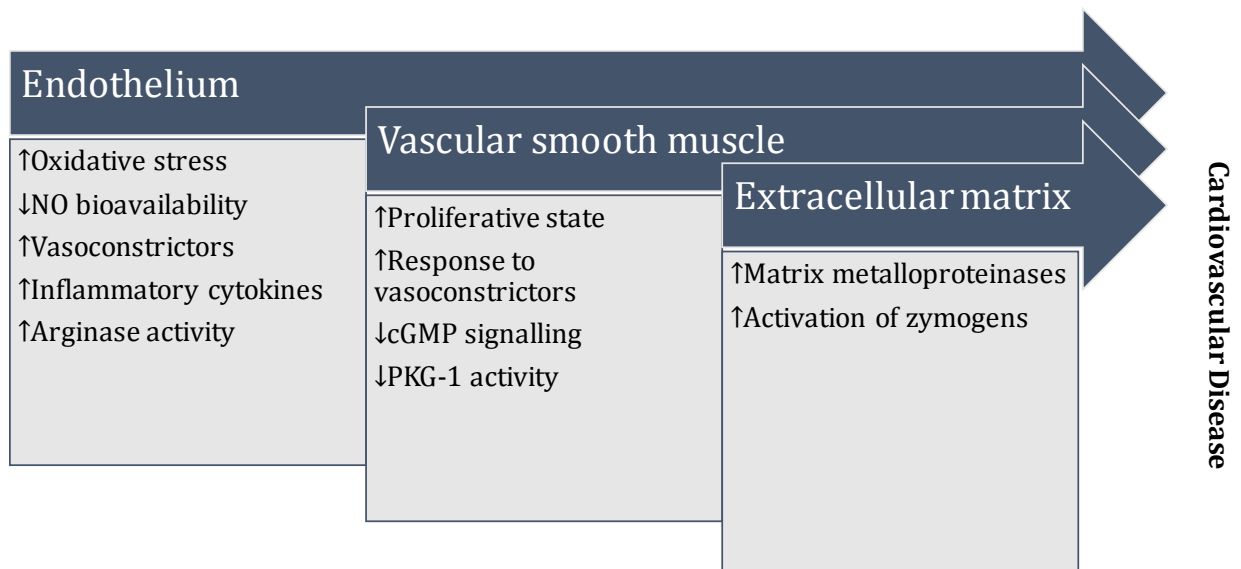 Endothelium
↑Oxidative stress
↓NO bioavailability
↑Vasoconstrictors
↑Inflammatory cytokines
↑Arginase activity
Vascular smooth muscle
↑Proliferative state
↑Response to
vasoconstrictors
↓cGMP signalling
↓PKG-1 activity
Extracellular matrix
↑Matrix metalloproteinases
↑Activation of zymogens
Cardiovascular Disease